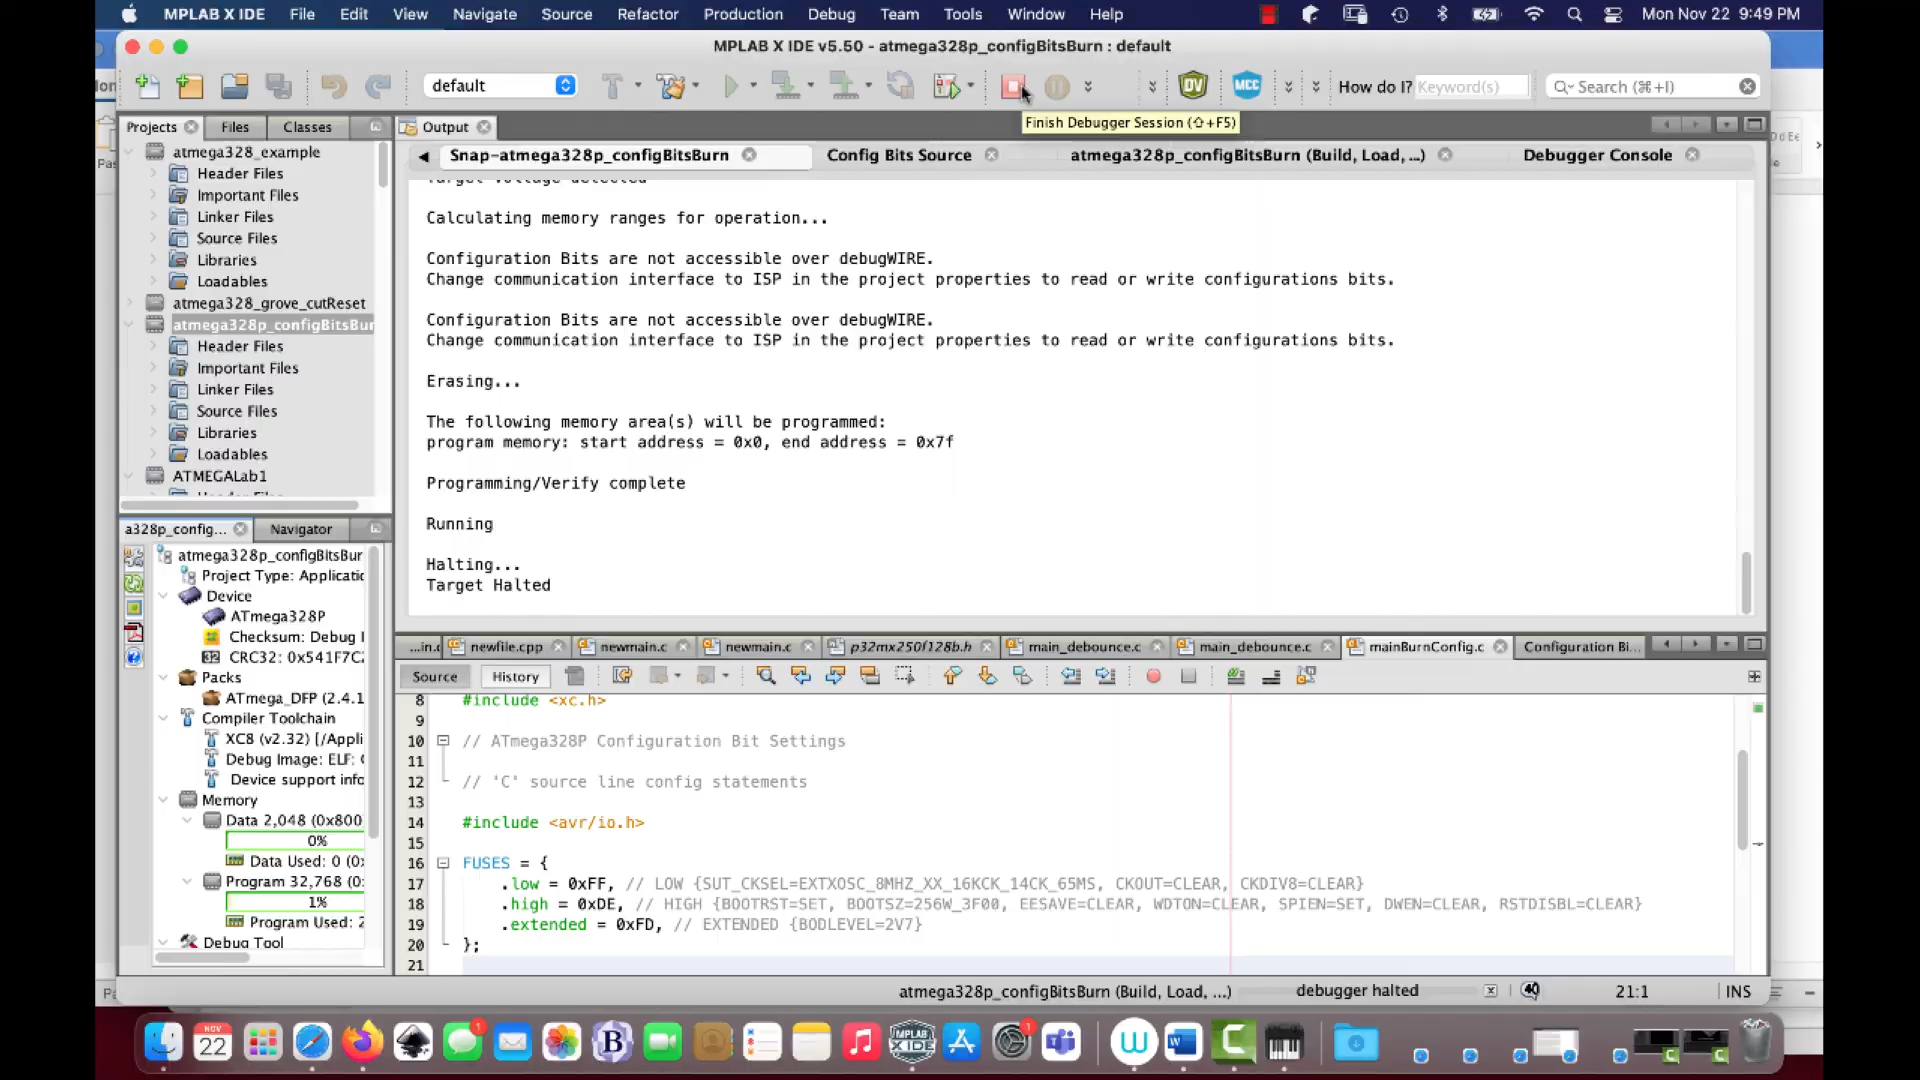 MPLAB X IDE File Edit View Navigate Source Refactor Production Debug Team Tools Window Help Mon Nov 22 9:49 PM
MPLAB X IDE v5.50 - atmega328p_configBitsBurn : default
default How do I? Keyword(s) Search (⌘+I)
Finish Debugger Session (⇧+F5)
Projects Files Classes
atmega328_example
Header Files
Important Files
Linker Files
Source Files
Libraries
Loadables
atmega328_grove_cutReset
atmega328p_configBitsBur
Header Files
Important Files
Linker Files
Source Files
Libraries
Loadables
ATMEGALab1
Output
Snap-atmega328p_configBitsBurn Config Bits Source atmega328p_configBitsBurn (Build, Load, ...) Debugger Console
Target voltage detected
Calculating memory ranges for operation...
Configuration Bits are not accessible over debugWIRE.
Change communication interface to ISP in the project properties to read or write configurations bits.
Configuration Bits are not accessible over debugWIRE.
Change communication interface to ISP in the project properties to read or write configurations bits.
Erasing...
The following memory area(s) will be programmed:
program memory: start address = 0x0, end address = 0x7f
Programming/Verify complete
Running
Halting...
Target Halted
a328p_config... Navigator
atmega328p_configBitsBur
Project Type: Applicatic
Device
ATmega328P
Checksum: Debug I
CRC32: 0x541F7C2
Packs
ATmega_DFP (2.4.1
Compiler Toolchain
XC8 (v2.32) [/Appli
Debug Image: ELF:
Device support info
Memory
Data 2,048 (0x800
0%
Data Used: 0 (0x
Program 32,768 (0:
1%
Program Used: 2
Debug Tool
...in.c newfile.cpp newmain.c newmain.c p32mx250f128b.h main_debounce.c main_debounce.c mainBurnConfig.c Configuration Bi...
Source History
8 #include <xc.h>
9
10 // ATmega328P Configuration Bit Settings
11
12 // 'C' source line config statements
13
14 #include <avr/io.h>
15
16 FUSES = {
17 .low = 0xFF, // LOW {SUT_CKSEL=EXTXOSC_8MHZ_XX_16KCK_14CK_65MS, CKOUT=CLEAR, CKDIV8=CLEAR}
18 .high = 0xDE, // HIGH {BOOTRST=SET, BOOTSZ=256W_3F00, EESAVE=CLEAR, WDTON=CLEAR, SPIEN=SET, DWEN=CLEAR, RSTDISBL=CLEAR}
19 .extended = 0xFD, // EXTENDED {BODLEVEL=2V7}
20 };
21
atmega328p_configBitsBurn (Build, Load, ...) debugger halted 21:1 INS
NOV
22
1
MPLAB
X IDE
1